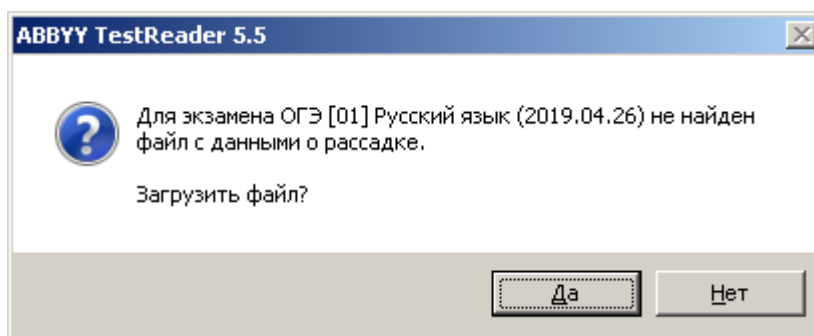 ABBYY TestReader 5.5
Для экзамена ОГЭ [01] Русский язык (2019.04.26) не найден
файл с данными о рассадке.
Загрузить файл?
Да
Нет